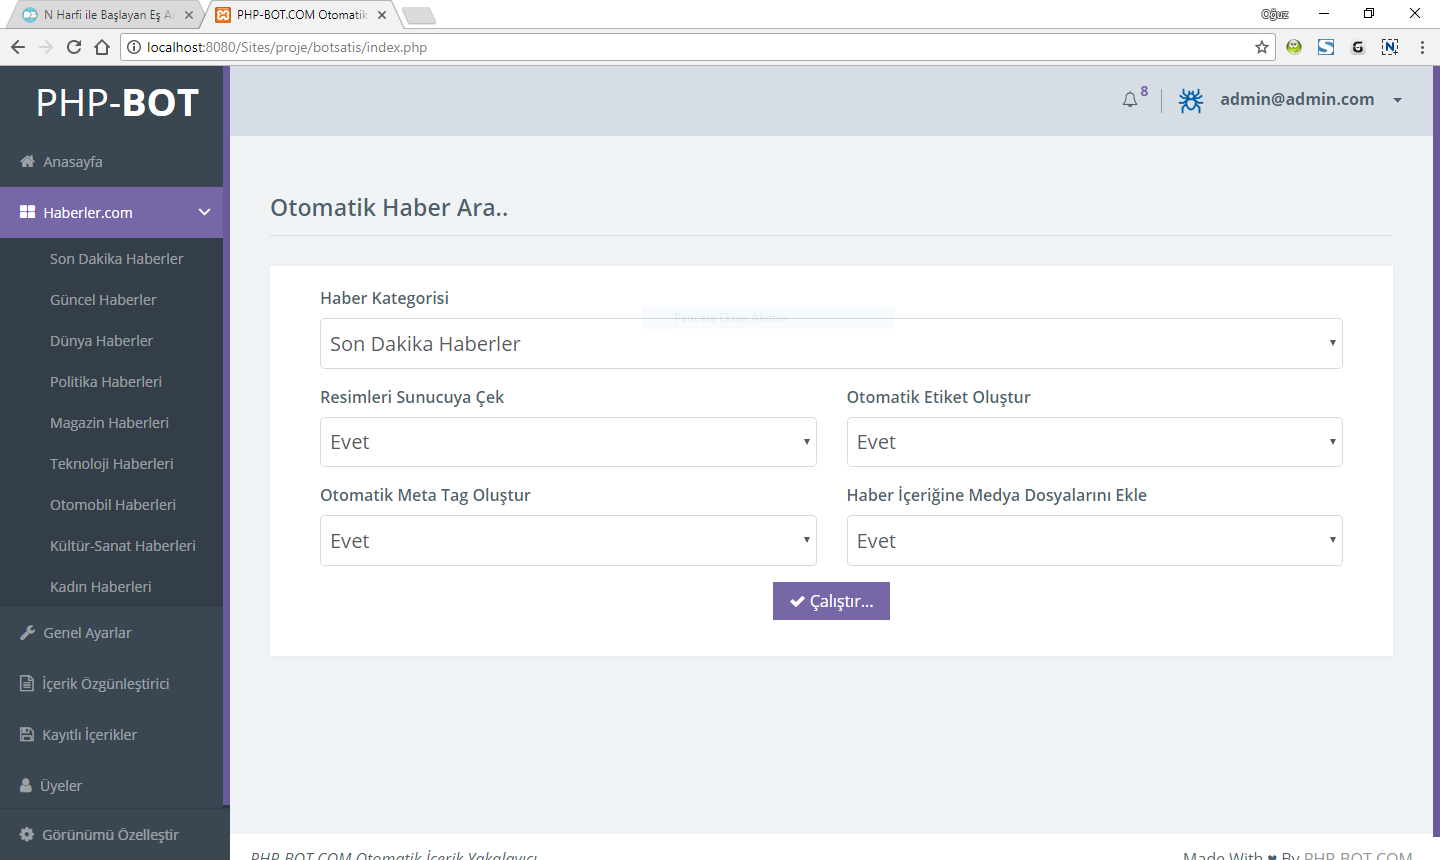 N Harfi ile Başlayan Eş Ar
PHP-BOT.COM Otomatik
Oğuz
localhost:8080/Sites/proje/botsatis/index.php
PHP-BOT
8
admin@admin.com
Anasayfa
Haberler.com
Son Dakika Haberler
Güncel Haberler
Dünya Haberler
Politika Haberleri
Magazin Haberleri
Teknoloji Haberleri
Otomobil Haberleri
Kültür-Sanat Haberleri
Kadın Haberleri
Genel Ayarlar
İçerik Özgünleştirici
Kayıtlı İçerikler
Üyeler
Görünümü Özelleştir
Otomatik Haber Ara..
Haber Kategorisi
Pencere Ekran Alıntısı
Son Dakika Haberler
Resimleri Sunucuya Çek
Otomatik Etiket Oluştur
Evet
Evet
Otomatik Meta Tag Oluştur
Haber İçeriğine Medya Dosyalarını Ekle
Evet
Evet
Çalıştır...
PHP-BOT.COM Otomatik İçerik Yakalayıcı
Made With ♥ By PHP-BOT.COM